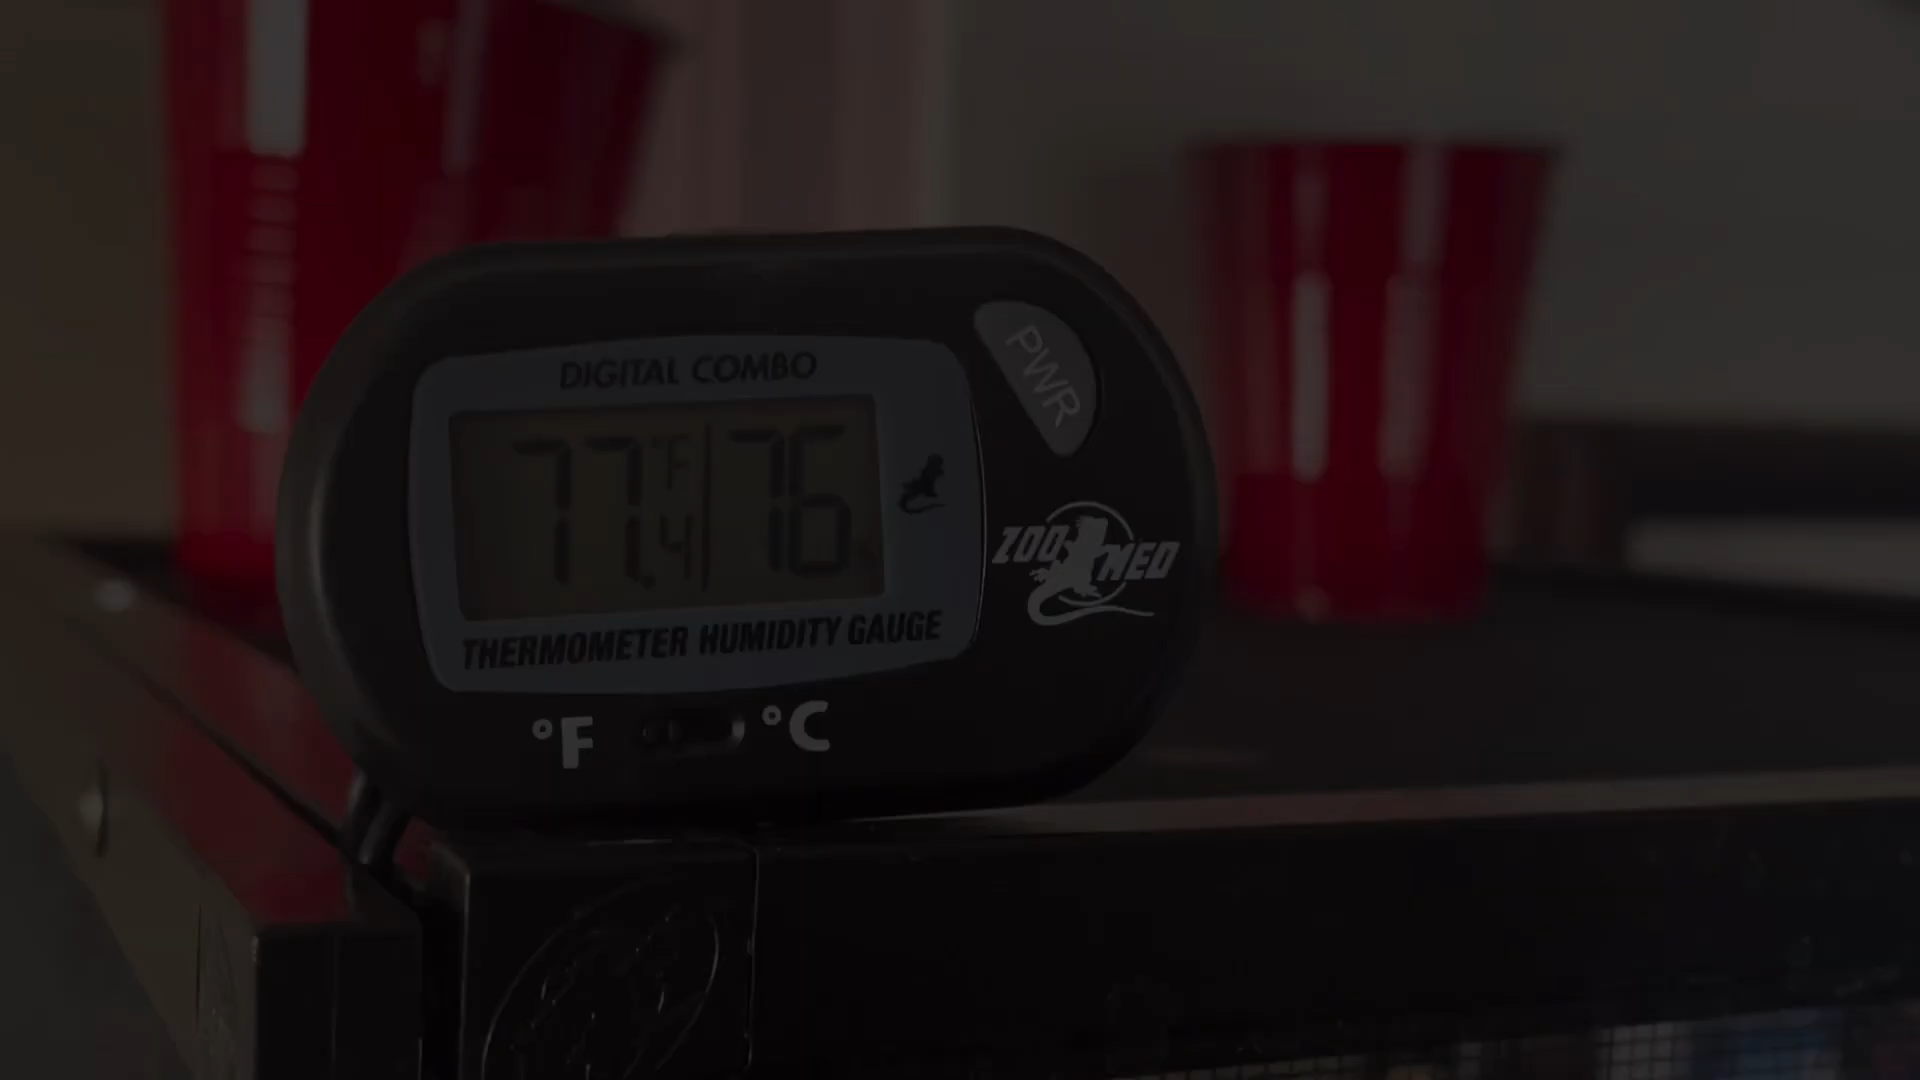 DIGITAL COMBO
PWR
77.4 °F 76
ZOO MED
THERMOMETER HUMIDITY GAUGE
°F °C